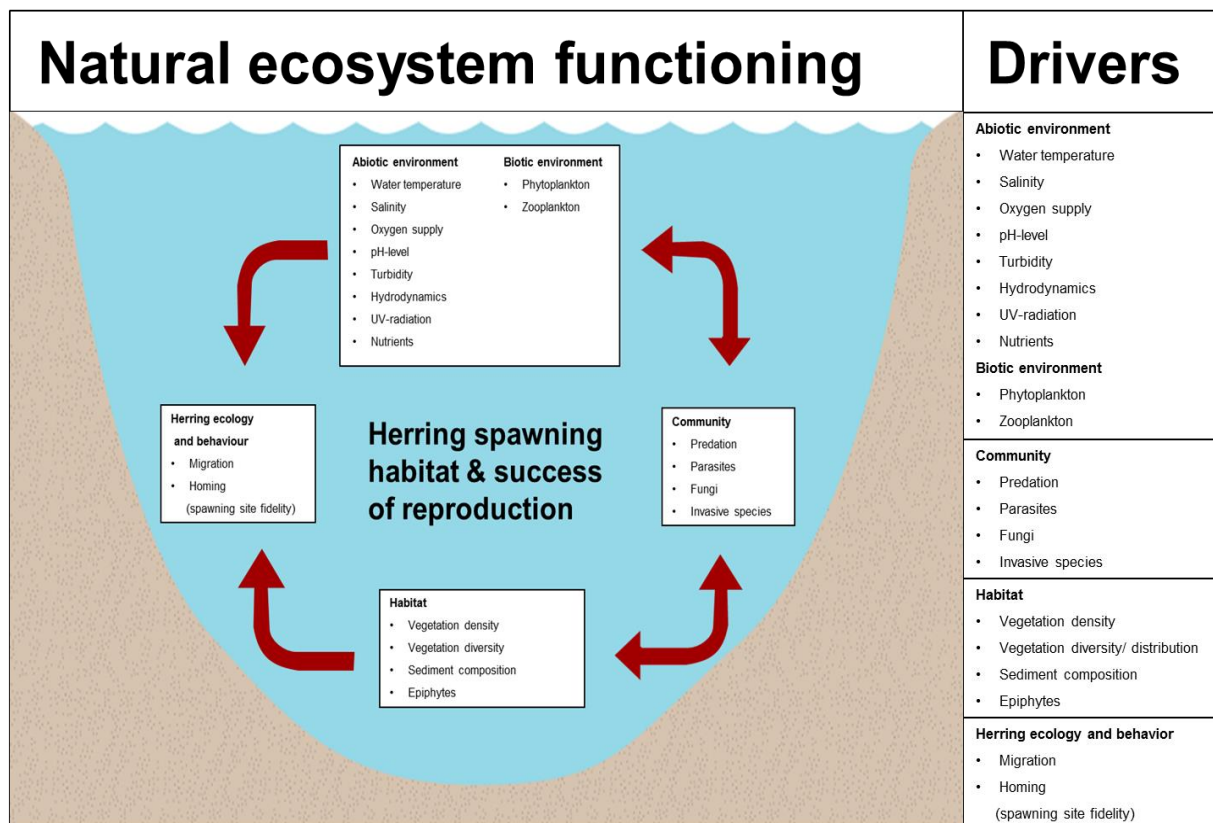 Natural ecosystem functioning
Drivers
Abiotic environment
• Water temperature
• Salinity
• Oxygen supply
• pH-level
• Turbidity
• Hydrodynamics
• UV-radiation
• Nutrients
Biotic environment
• Phytoplankton
• Zooplankton
Herring ecology
and behaviour
• Migration
• Homing
(spawning site fidelity)
Herring spawning
habitat & success
of reproduction
Community
• Predation
• Parasites
• Fungi
• Invasive species
Habitat
• Vegetation density
• Vegetation diversity
• Sediment composition
• Epiphytes
Abiotic environment
• Water temperature
• Salinity
• Oxygen supply
• pH-level
• Turbidity
• Hydrodynamics
• UV-radiation
• Nutrients
Biotic environment
• Phytoplankton
• Zooplankton
Community
• Predation
• Parasites
• Fungi
• Invasive species
Habitat
• Vegetation density
• Vegetation diversity/ distribution
• Sediment composition
• Epiphytes
Herring ecology and behavior
• Migration
• Homing
(spawning site fidelity)